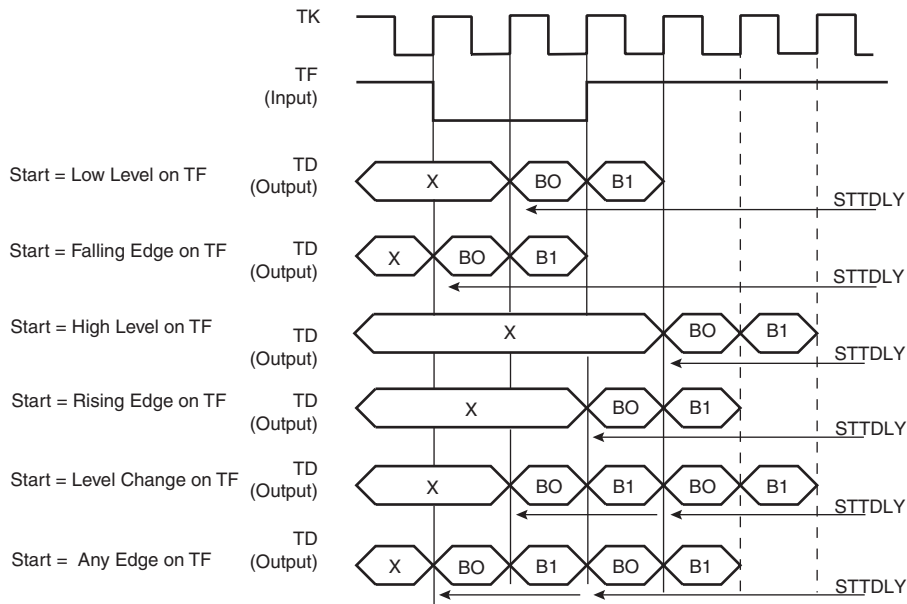 TK
TF
(Input)
Start = Low Level on TF
TD
(Output)
X
BO
B1
STTDLY
Start = Falling Edge on TF
TD
(Output)
X
BO
B1
STTDLY
Start = High Level on TF
TD
(Output)
X
BO
B1
STTDLY
Start = Rising Edge on TF
TD
(Output)
X
BO
B1
STTDLY
Start = Level Change on TF
TD
(Output)
X
BO
B1
BO
B1
STTDLY
Start = Any Edge on TF
TD
(Output)
X
BO
B1
BO
B1
STTDLY